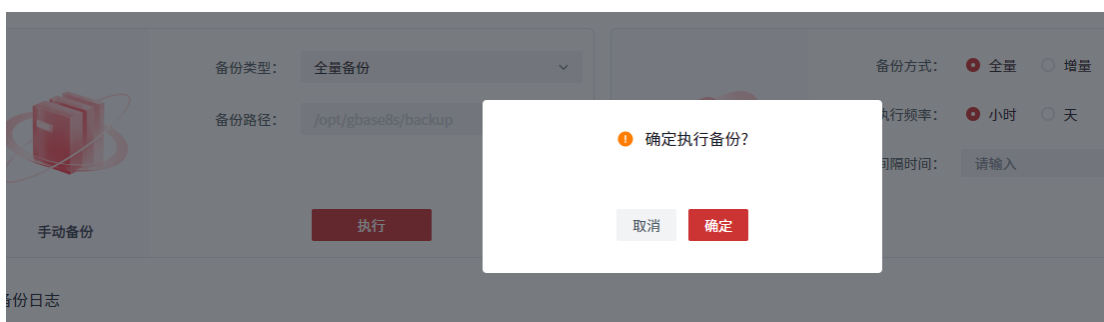 备份类型: 全量备份
备份路径: /opt/gbase8s/backup
执行
手动备份
备份方式: 全量 增量
执行频率: 小时 天
间隔时间: 请输入
确定执行备份?
取消 确定
备份日志